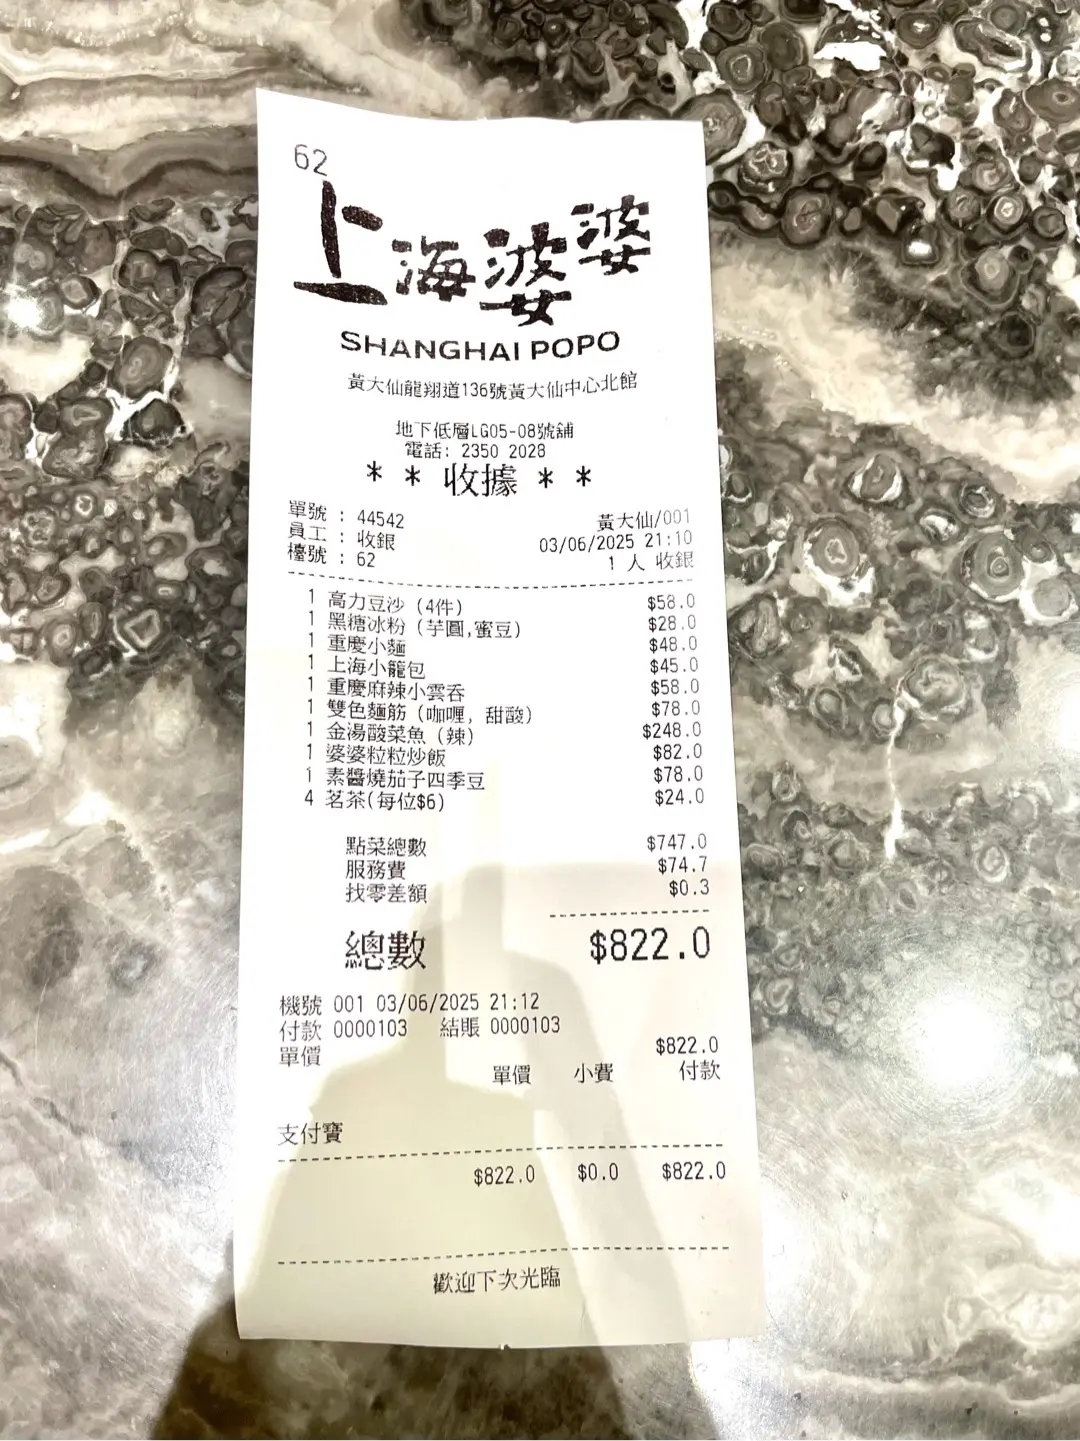 62
上海婆婆
SHANGHAI POPO
黃大仙龍翔道136號黃大仙中心北館
地下低層LG05-08號舖
電話: 2350 2028
* * 收據 * *
單號 : 44542 黃大仙/001
員工 : 收銀 03/06/2025 21:10
檯號 : 62 1 人 收銀
1 高力豆沙 (4件) $58.0
1 黑糖冰粉 (芋圓,蜜豆) $28.0
1 重慶小麵 $48.0
1 上海小籠包 $45.0
1 重慶麻辣小雲吞 $58.0
1 雙色麵筋 (咖喱, 甜酸) $78.0
1 金湯酸菜魚 (辣) $248.0
1 婆婆粒粒炒飯 $82.0
1 素醬燒茄子四季豆 $78.0
4 茗茶(每位$6) $24.0
點菜總數 $747.0
服務費 $74.7
找零差額 $0.3
總數 $822.0
機號 001 03/06/2025 21:12
付款 0000103 結賬 0000103
單價 $822.0
單價 小費 付款
支付寶
$822.0 $0.0 $822.0
歡迎下次光臨